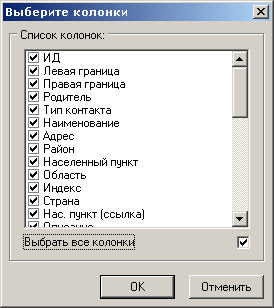 Выберите колонки
Список колонок:
ИД
Левая граница
Правая граница
Родитель
Тип контакта
Наименование
Адрес
Район
Населенный пункт
Область
Индекс
Страна
Нас. пункт (ссылка)
Выбрать все колонки
OK
Отменить